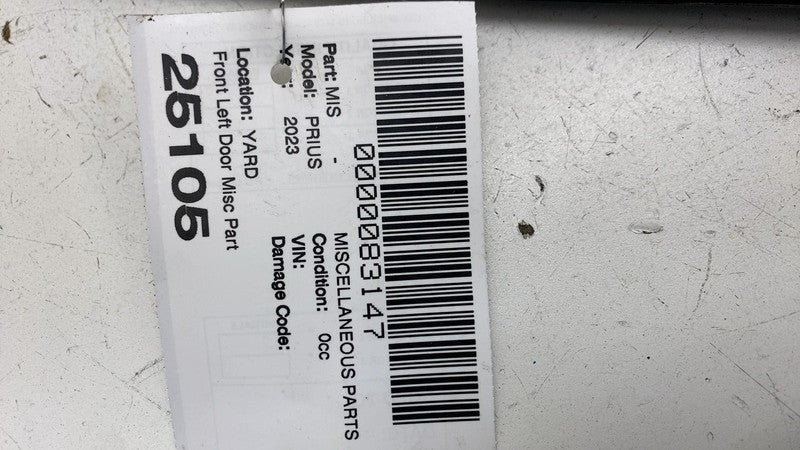 0000083147
Part: MIS - MISCELLANEOUS PARTS
Model: PRIUS Condition: 0cc
2023 VIN:
Damage Code:
Location: YARD
Front Left Door Misc Part
25105